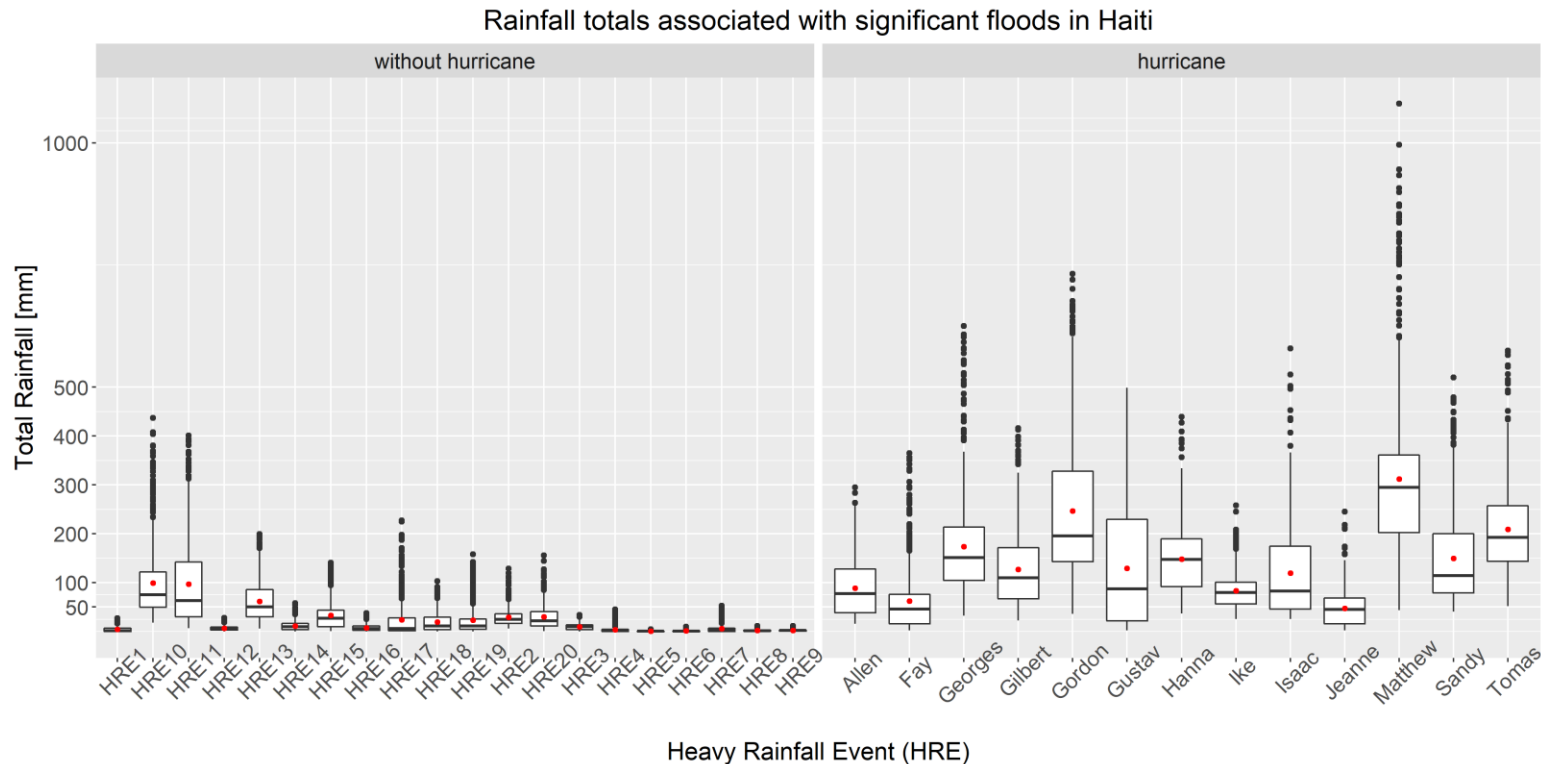 Rainfall totals associated with significant floods in Haiti
without hurricane
hurricane
Total Rainfall [mm]
1000
500
400
300
200
100
50
HRE1
HRE10
HRE11
HRE12
HRE13
HRE14
HRE15
HRE16
HRE17
HRE18
HRE19
HRE2
HRE20
HRE3
HRE4
HRE5
HRE6
HRE7
HRE8
HRE9
Allen
Fay
Georges
Gilbert
Gordon
Gustav
Hanna
Ike
Isaac
Jeanne
Matthew
Sandy
Tomas
Heavy Rainfall Event (HRE)